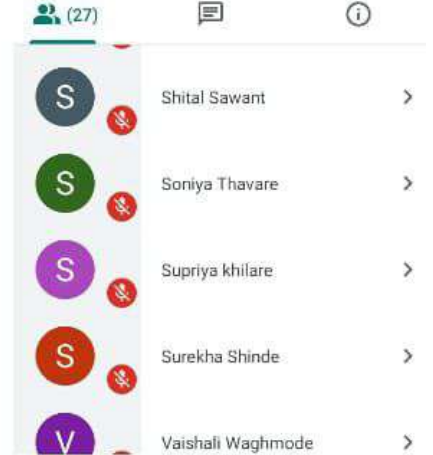 (27)
S Shital Sawant
S Soniya Thavare
S Supriya khilare
S Surekha Shinde
V Vaishali Waghmode